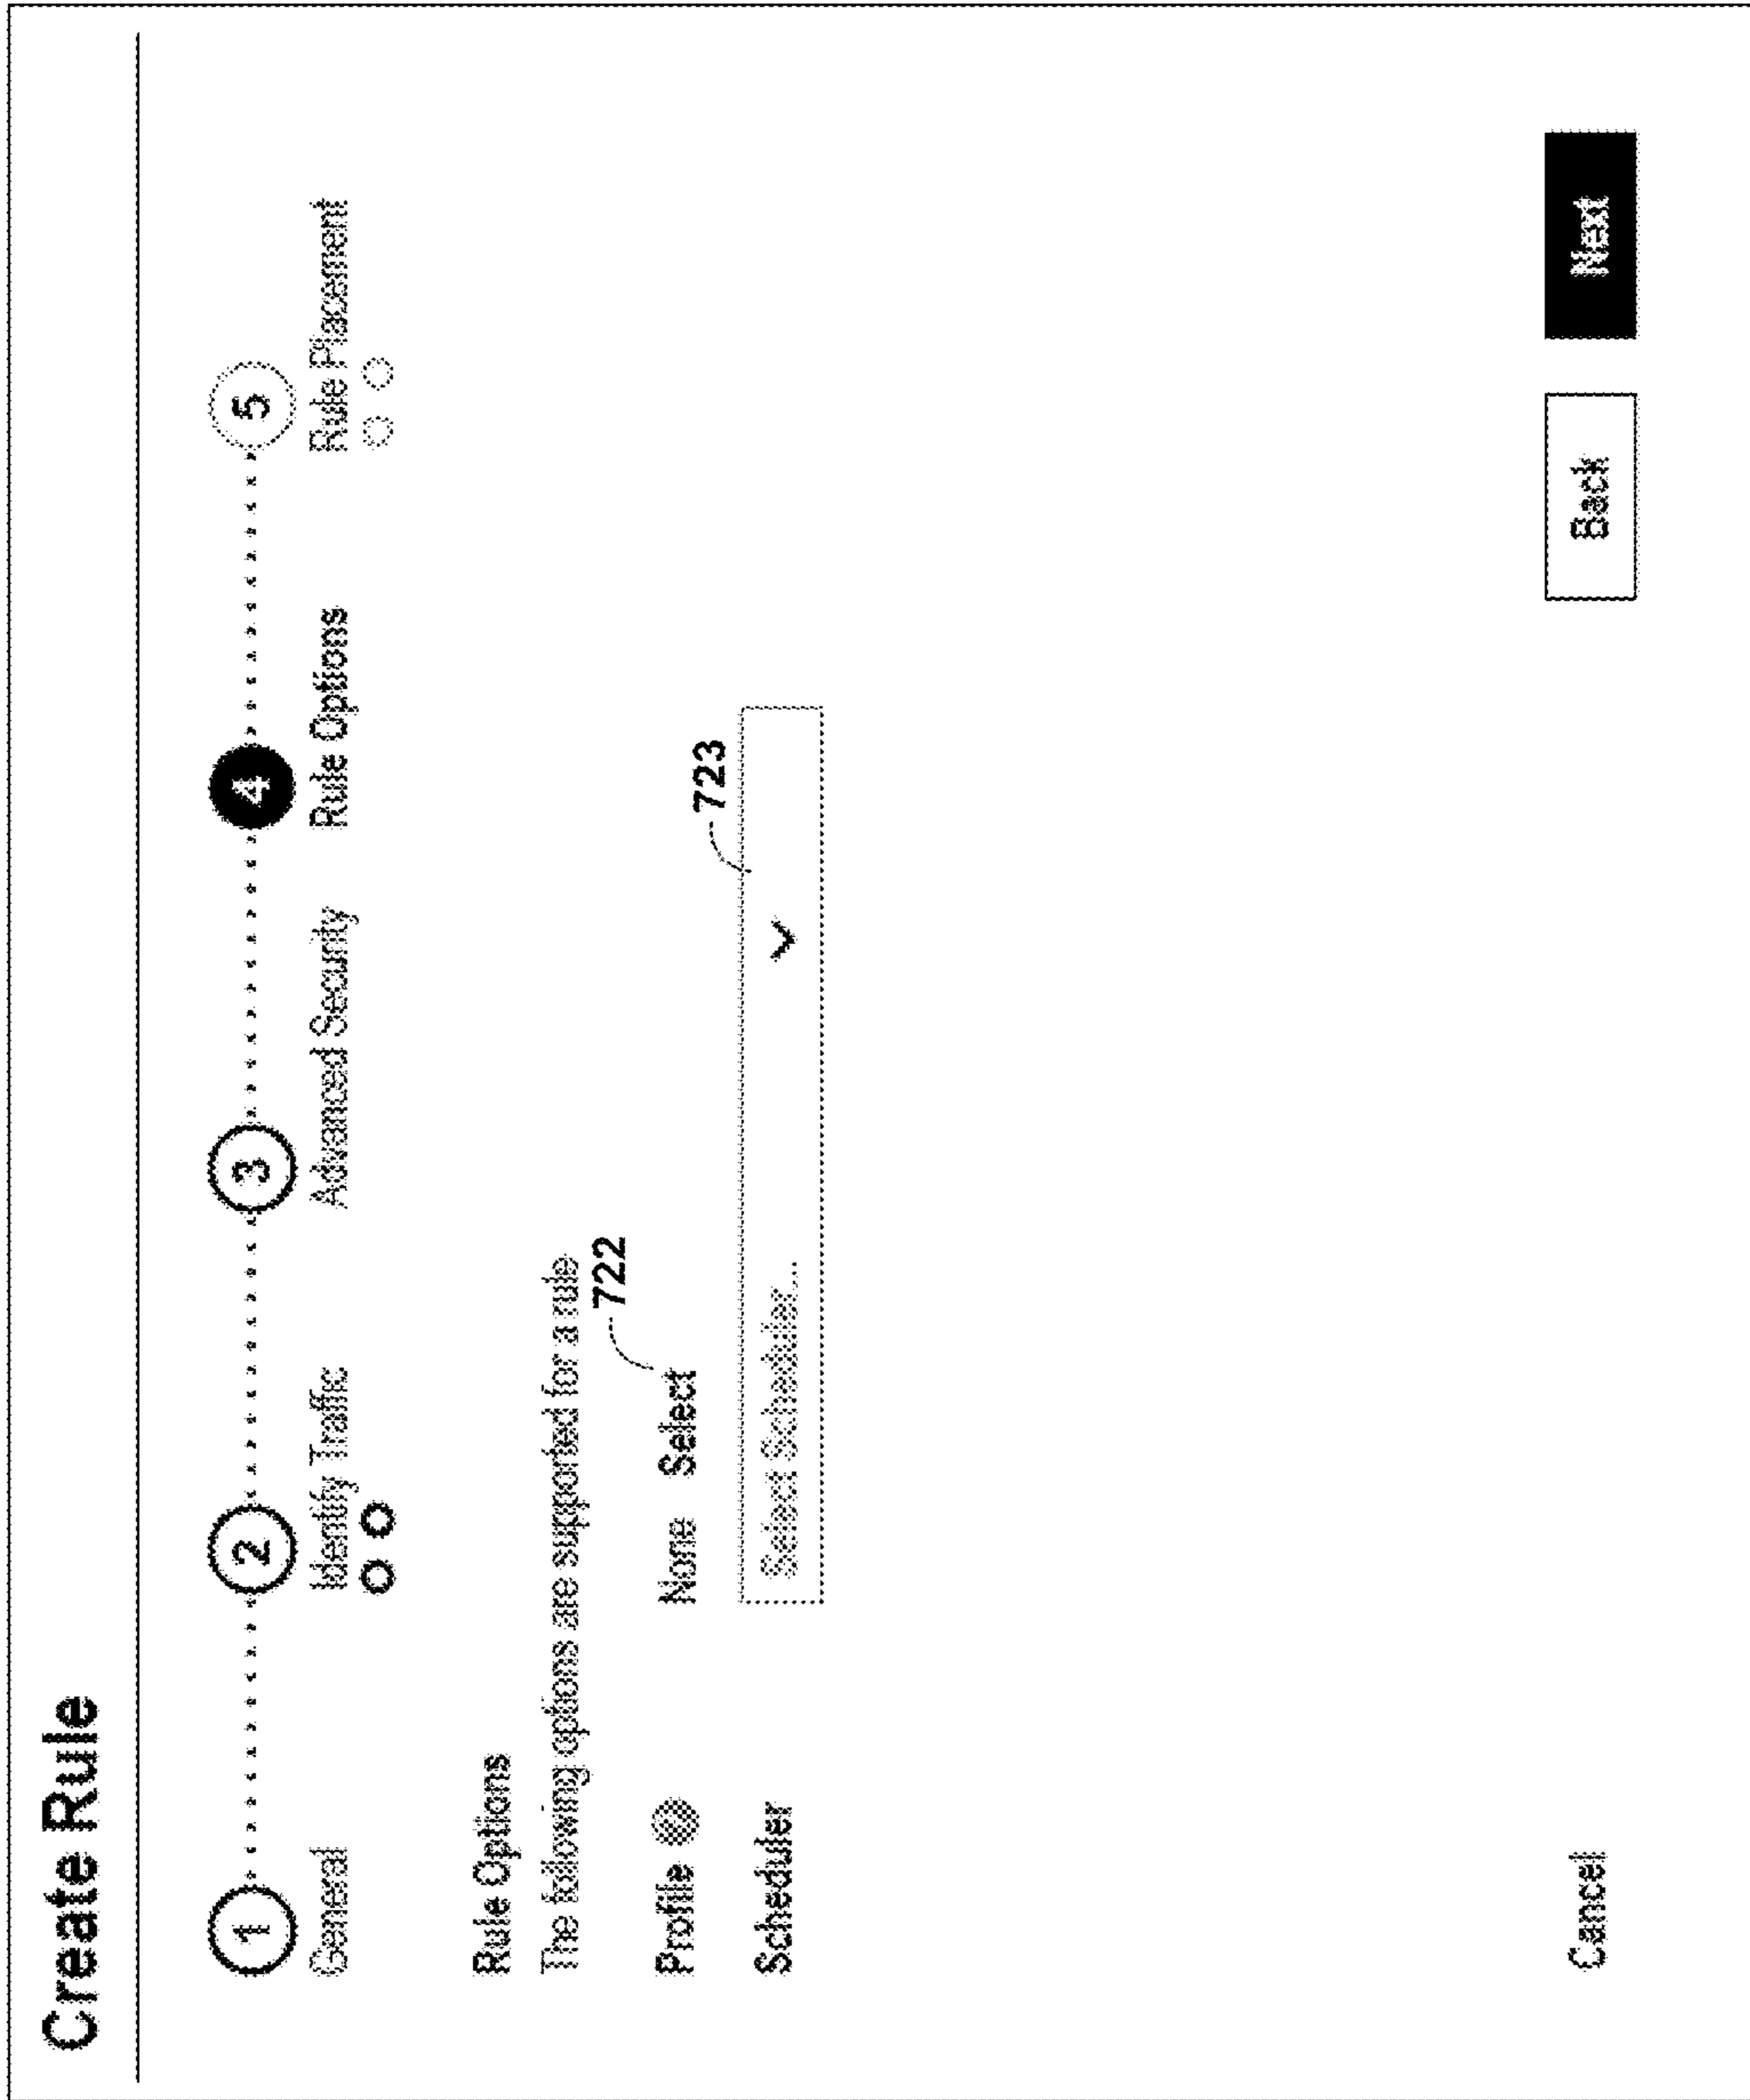 Create Rule
1 2 3 4 5
General Identify Traffic Advanced Security Rule Options Rule Placement
Rule Options
The following options are supported for a rule
722
Profile None Select
723
Scheduler Select Scheduler...
Cancel Back Next